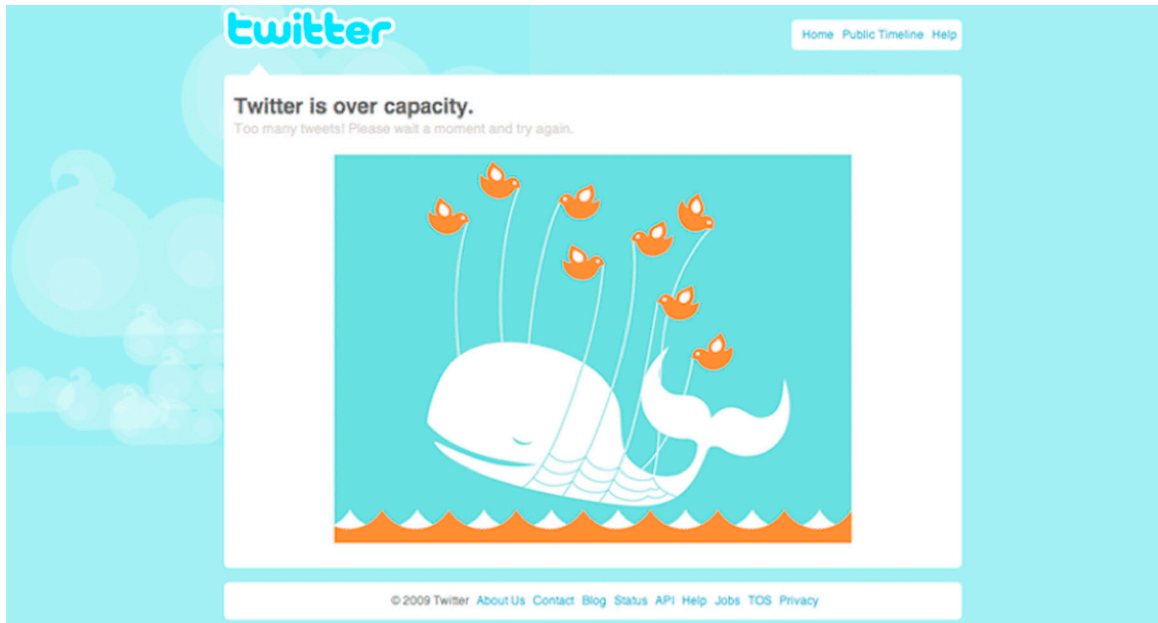 twitter
Home Public Timeline Help
Twitter is over capacity.
Too many tweets! Please wait a moment and try again.
© 2009 Twitter About Us Contact Blog Status API Help Jobs TOS Privacy